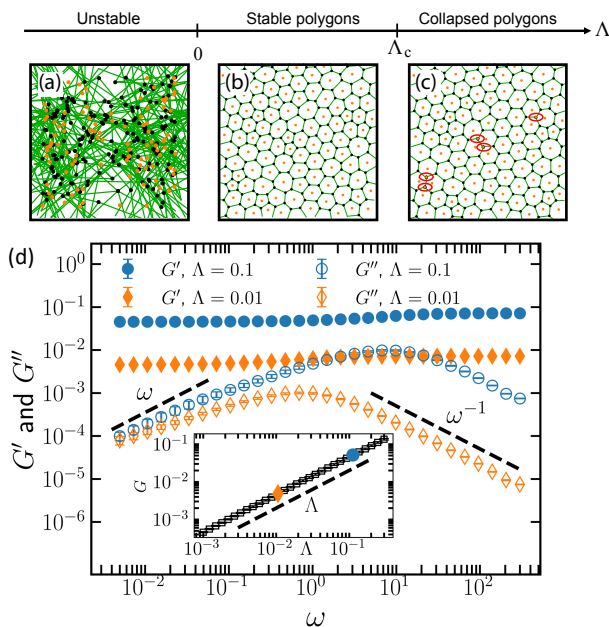 Unstable Stable polygons Collapsed polygons
0 Λc Λ
(a) (b) (c)
(d)
G′, Λ = 0.1 G″, Λ = 0.1
G′, Λ = 0.01 G″, Λ = 0.01
G′ and G″
10^0
10^-1
10^-2
10^-3
10^-4
10^-5
10^-6
ω
ω^-1
G
10^-1
10^-2
10^-3
Λ
10^-3 10^-2 10^-1
Λ
10^-2 10^-1 10^0 10^1 10^2
ω